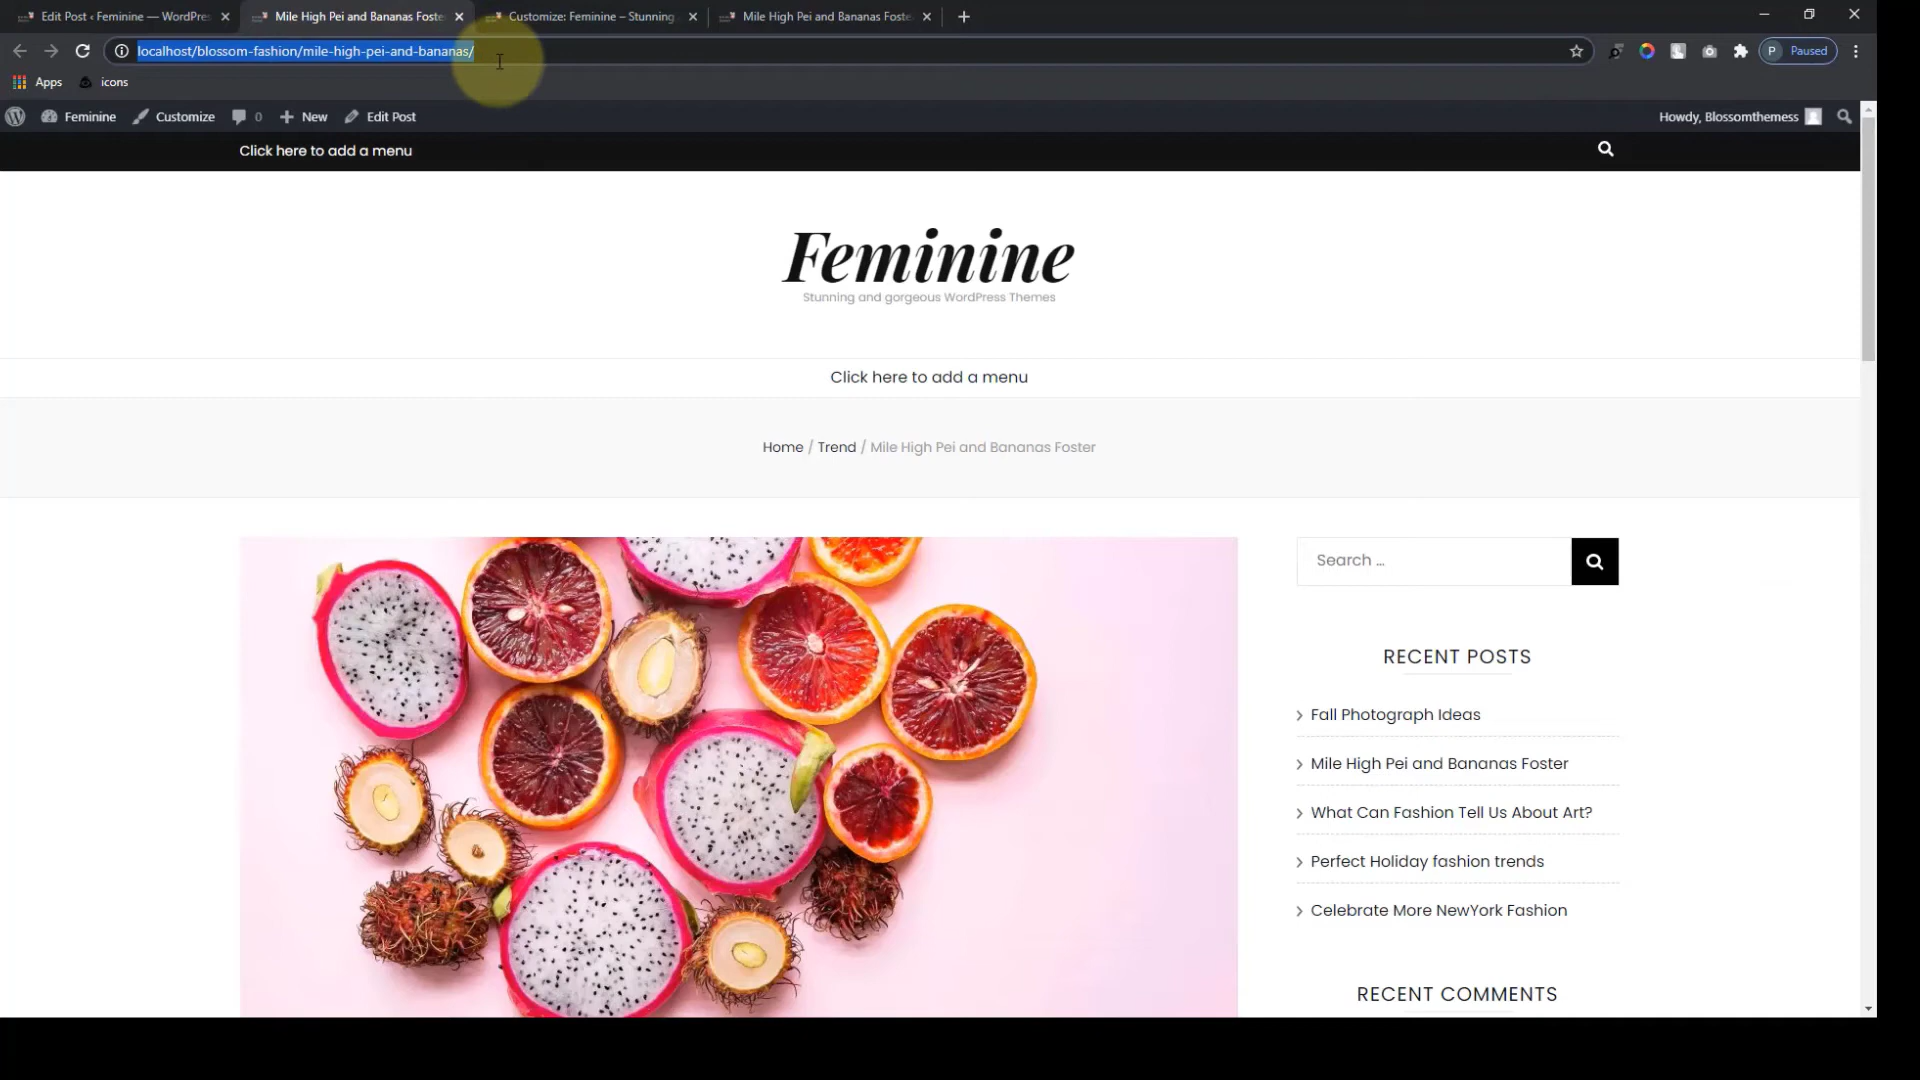 Edit Post ‹ Feminine — WordPres
Mile High Pei and Bananas Foste
Customize: Feminine – Stunning
Mile High Pei and Bananas Foste
localhost/blossom-fashion/mile-high-pei-and-bananas/
P Paused
Apps icons
Feminine Customize 0 New Edit Post Howdy, Blossomthemess
Click here to add a menu
Feminine
Stunning and gorgeous WordPress Themes
Click here to add a menu
Home / Trend / Mile High Pei and Bananas Foster
Search …
RECENT POSTS
Fall Photograph Ideas
Mile High Pei and Bananas Foster
What Can Fashion Tell Us About Art?
Perfect Holiday fashion trends
Celebrate More NewYork Fashion
RECENT COMMENTS